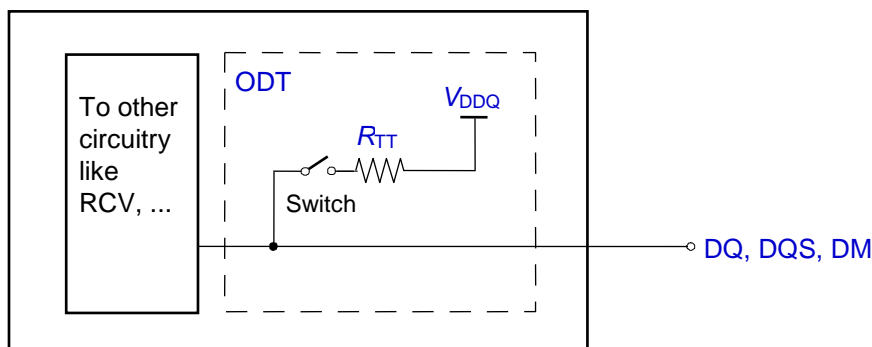 To other
circuitry
like
RCV, ...
ODT
VDDQ
RTT
Switch
DQ, DQS, DM